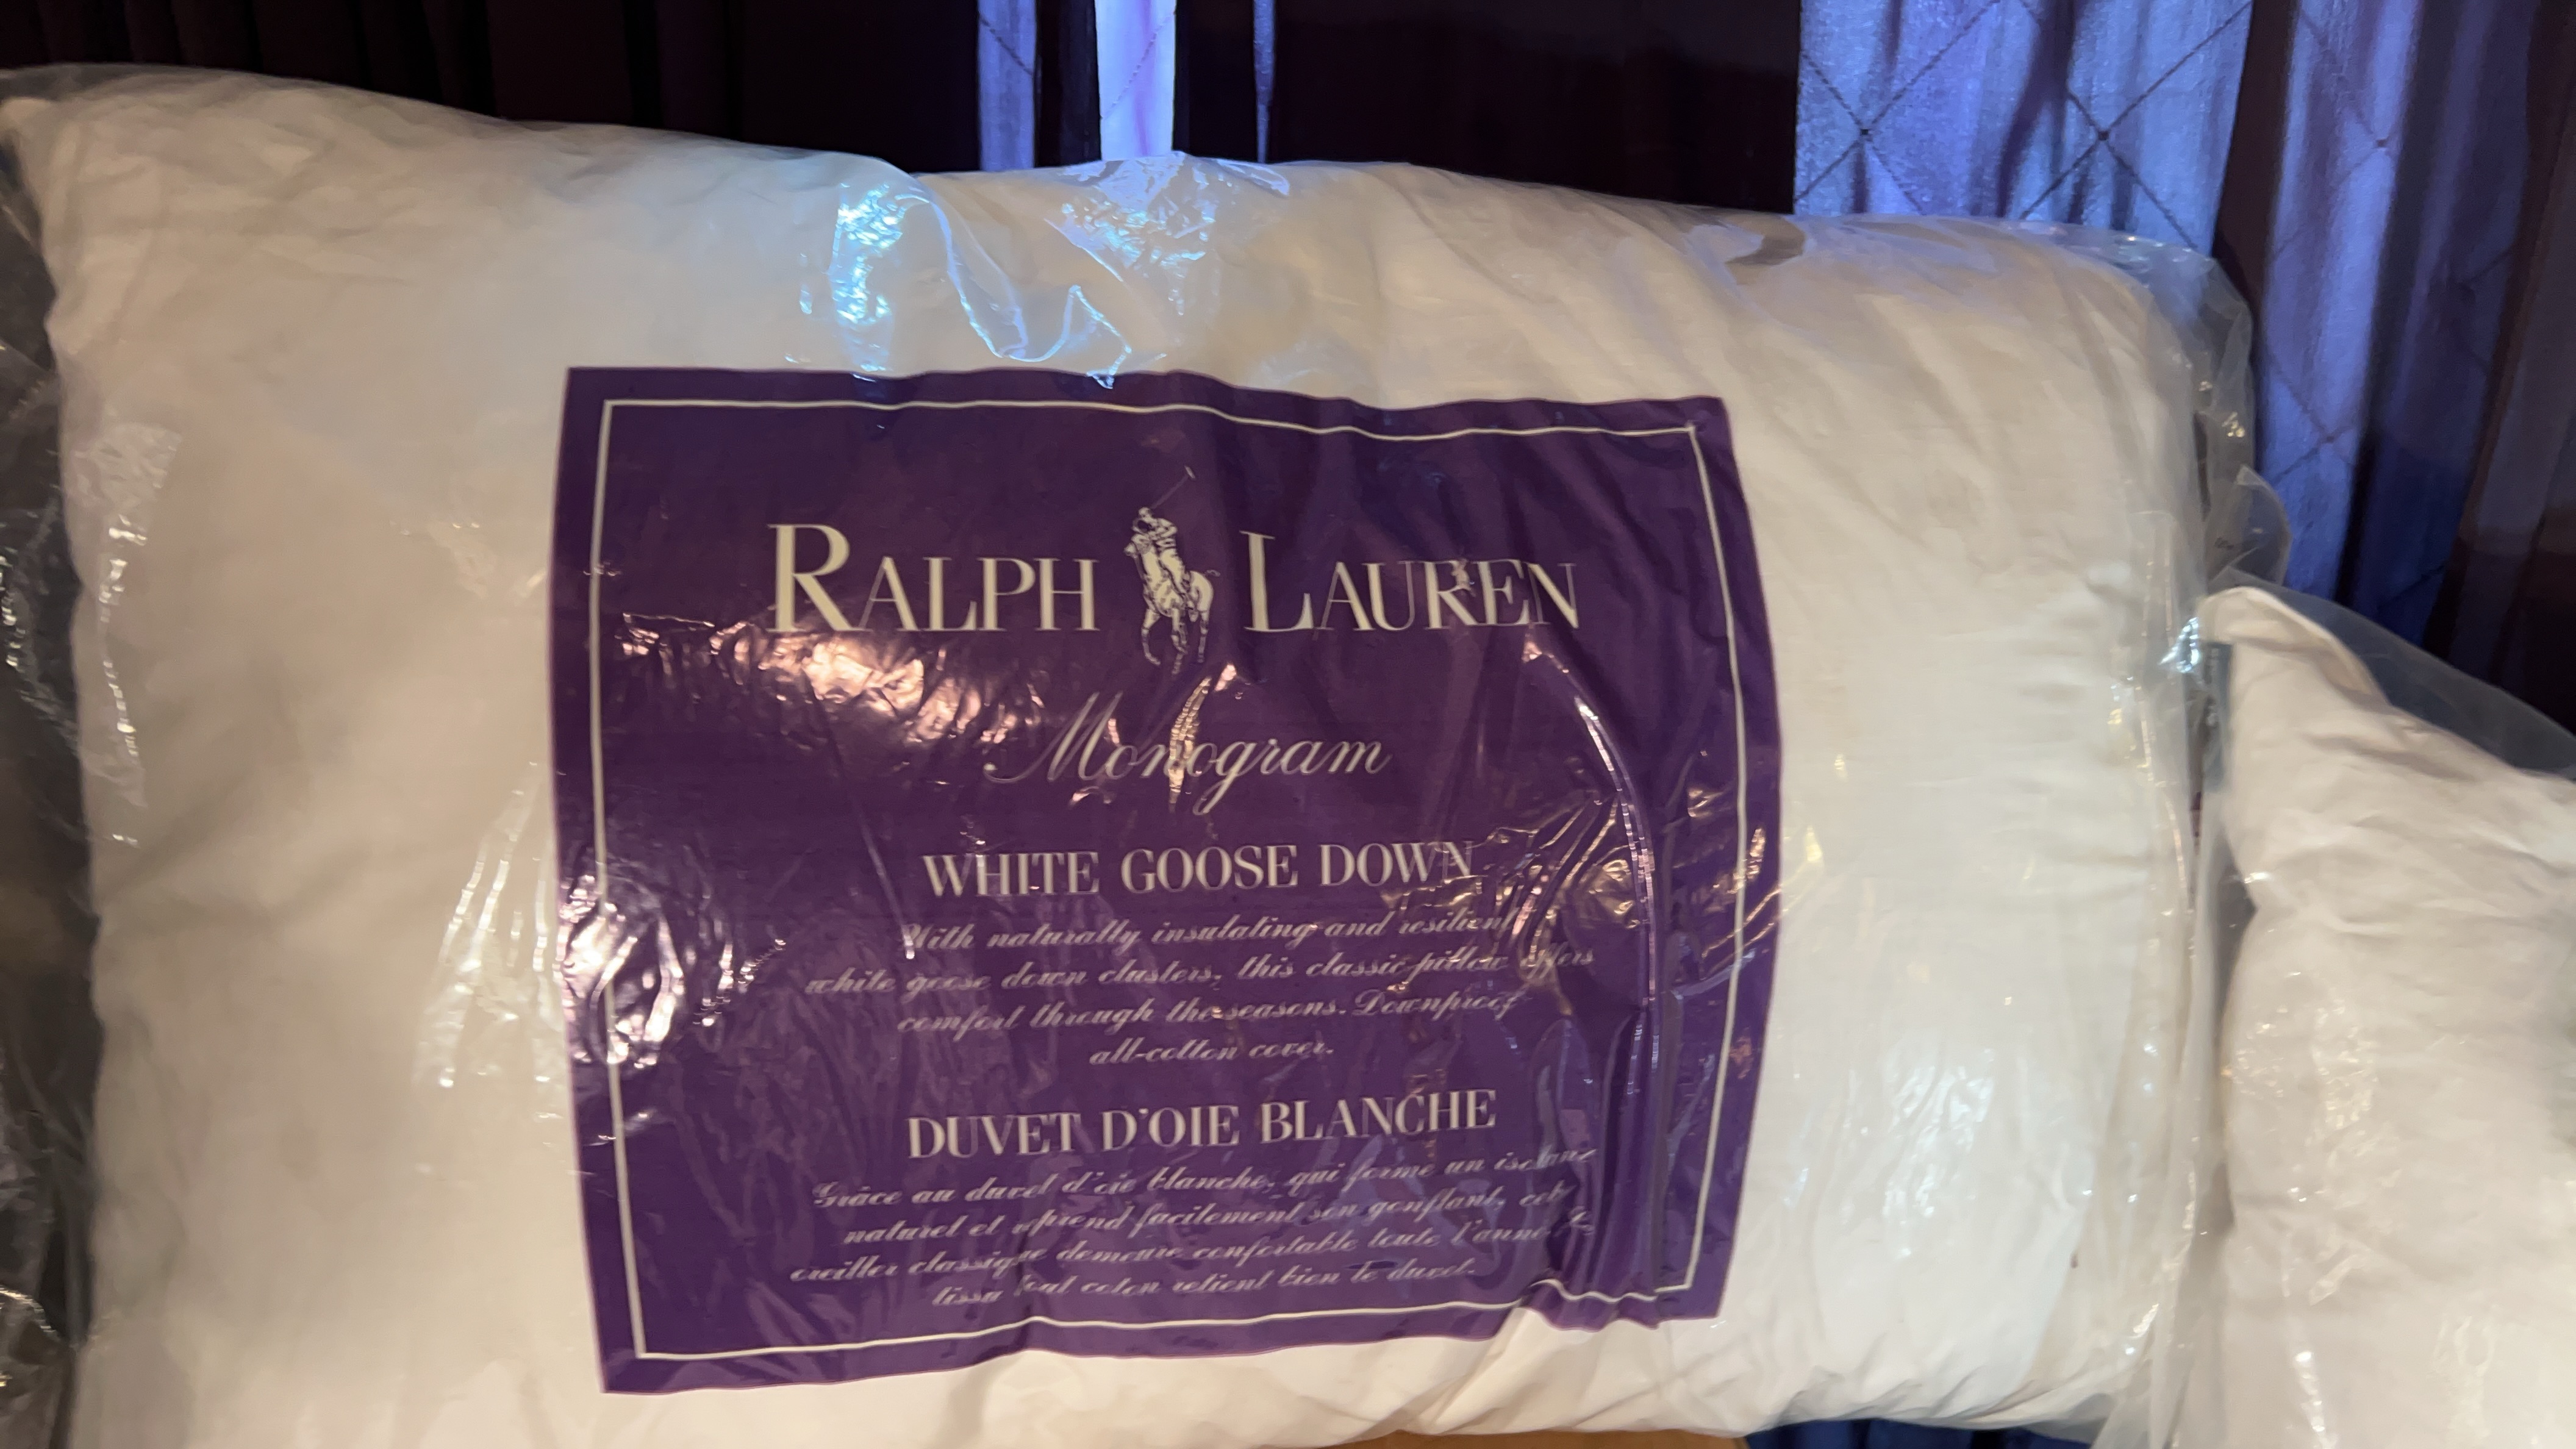 RALPH LAUREN
Monogram
WHITE GOOSE DOWN
With naturally insulating and resilient
white goose down clusters, this classic pillow offers
comfort through the seasons. Downproof
all-cotton cover.
DUVET D'OIE BLANCHE
Grâce au duvet d'oie blanche, qui forme un isolant
naturel et reprend facilement son gonflant, cet
oreiller classique demeure confortable toute l'année.
tissu tout coton retient bien le duvet.